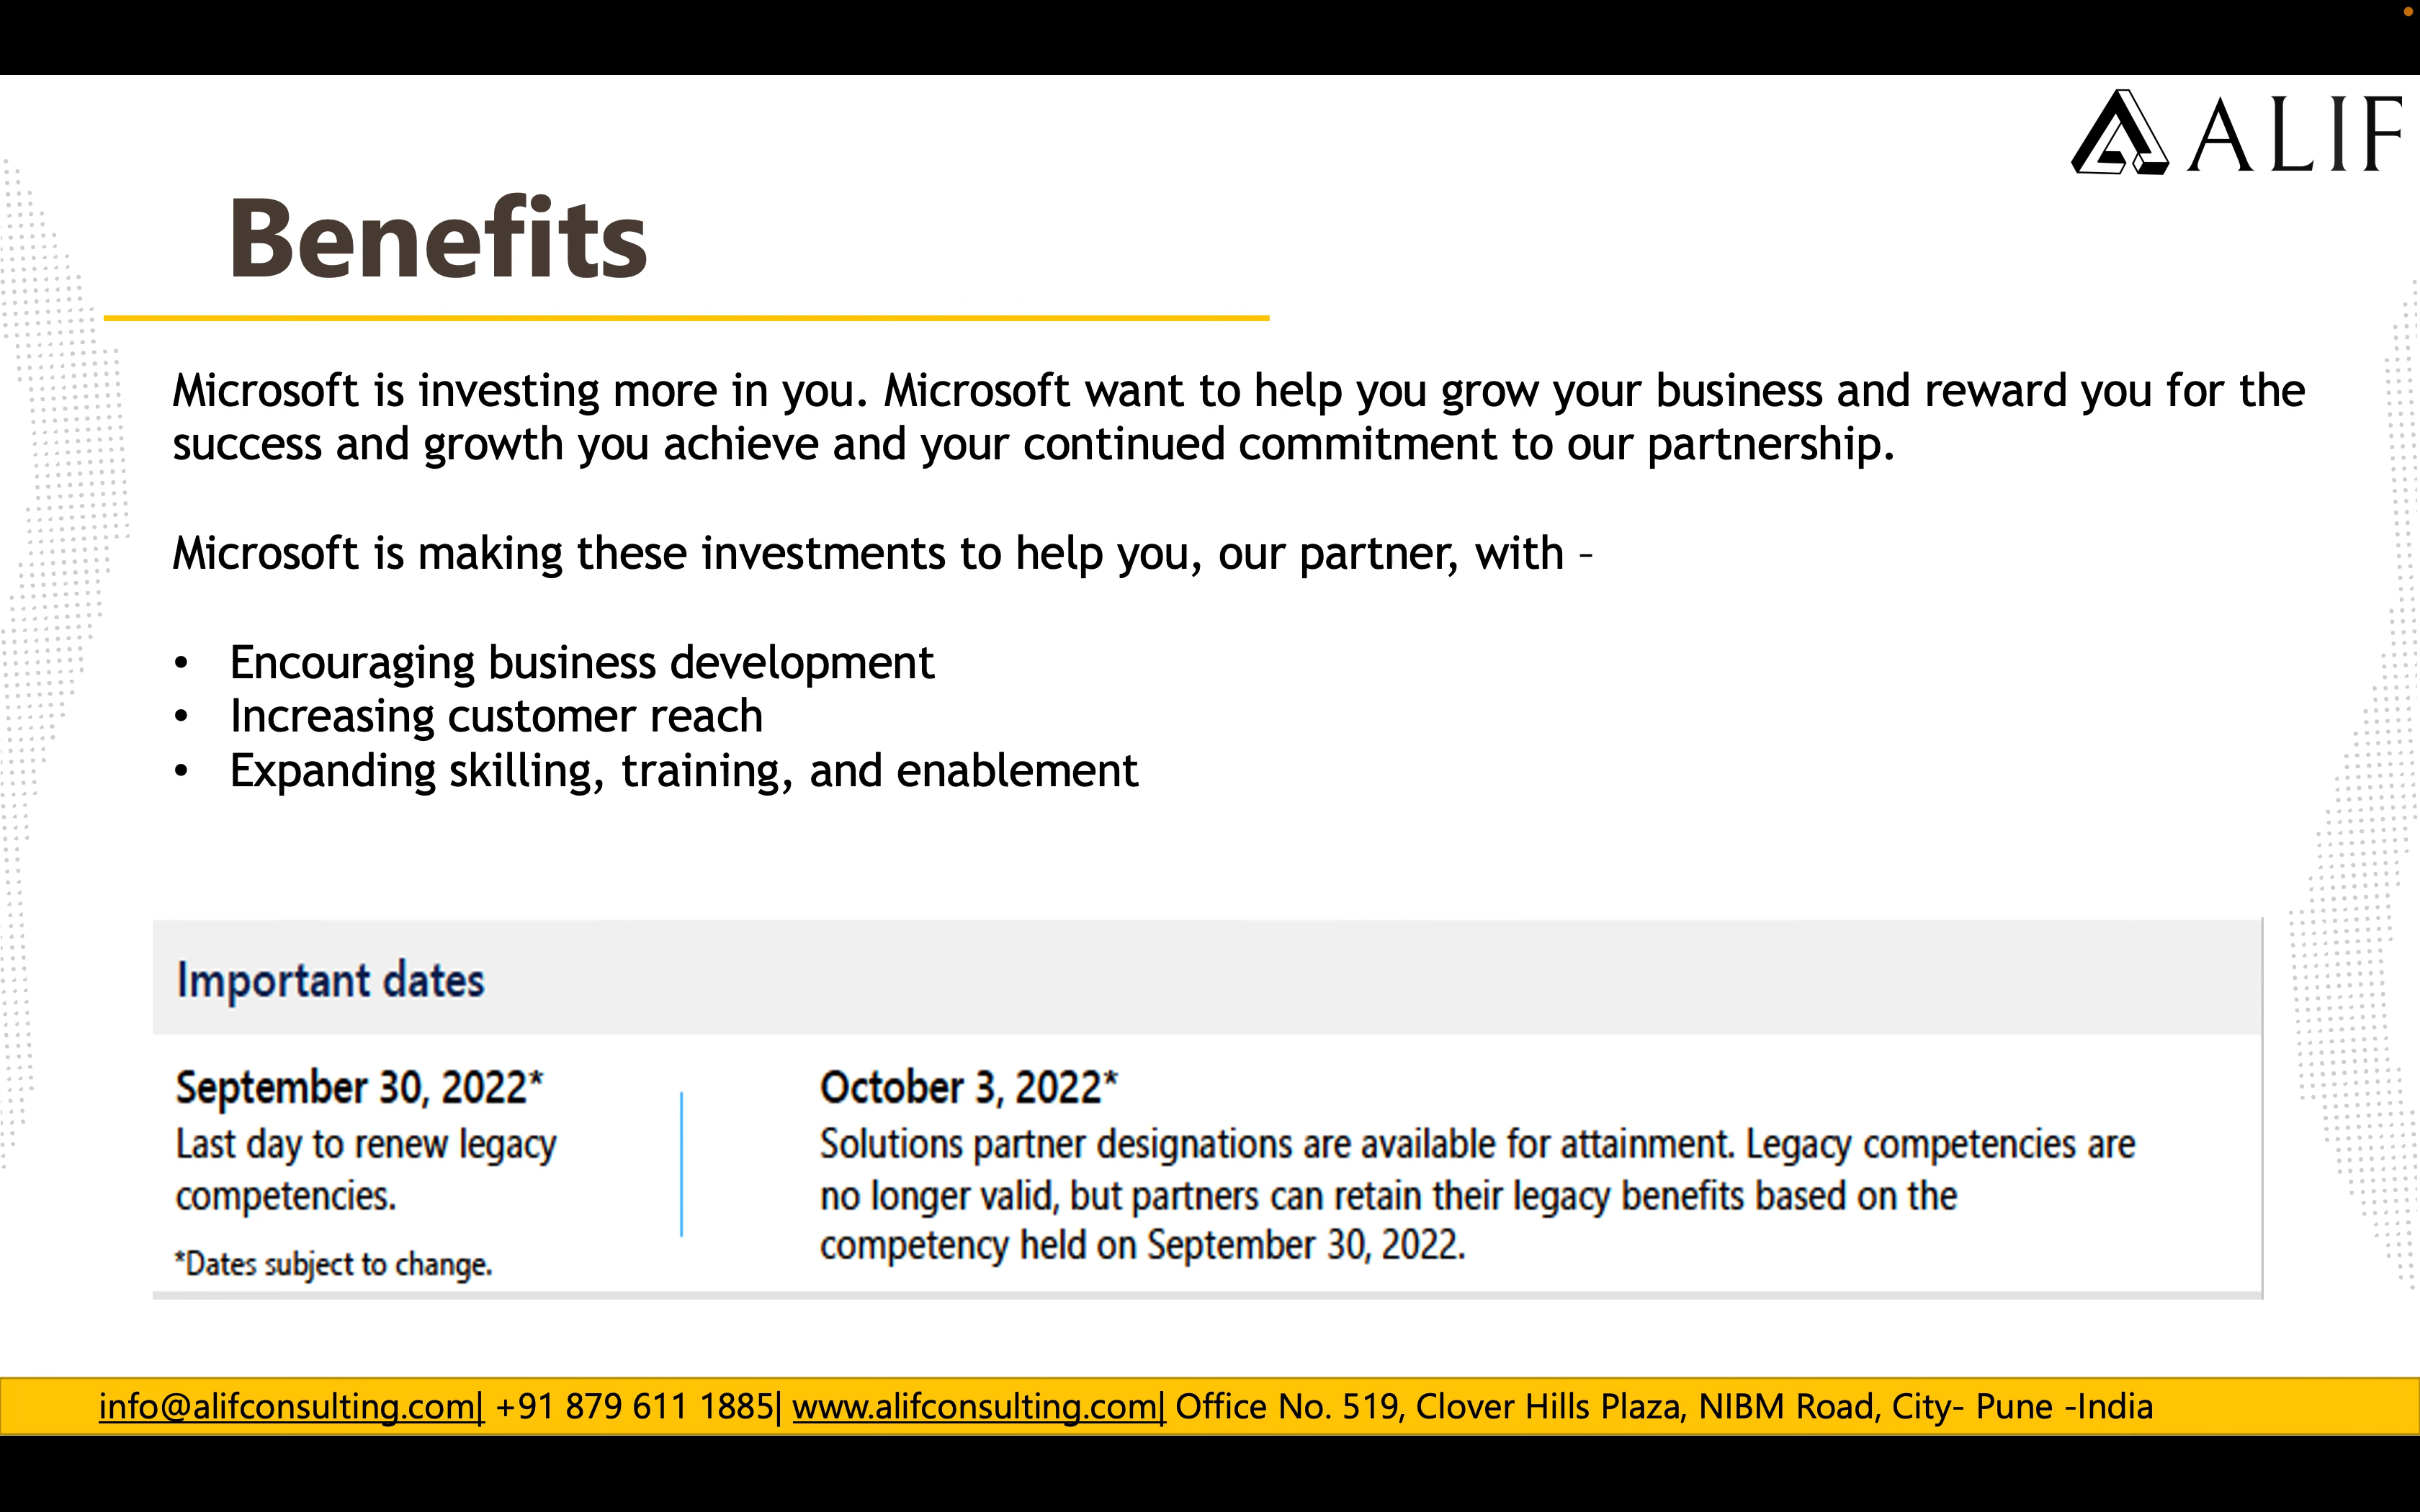 ALIF
Benefits
Microsoft is investing more in you. Microsoft want to help you grow your business and reward you for the
success and growth you achieve and your continued commitment to our partnership.
Microsoft is making these investments to help you, our partner, with –
• Encouraging business development
• Increasing customer reach
• Expanding skilling, training, and enablement
Important dates
September 30, 2022*
Last day to renew legacy
competencies.
*Dates subject to change.
October 3, 2022*
Solutions partner designations are available for attainment. Legacy competencies are
no longer valid, but partners can retain their legacy benefits based on the
competency held on September 30, 2022.
info@alifconsulting.com| +91 879 611 1885| www.alifconsulting.com| Office No. 519, Clover Hills Plaza, NIBM Road, City- Pune -India